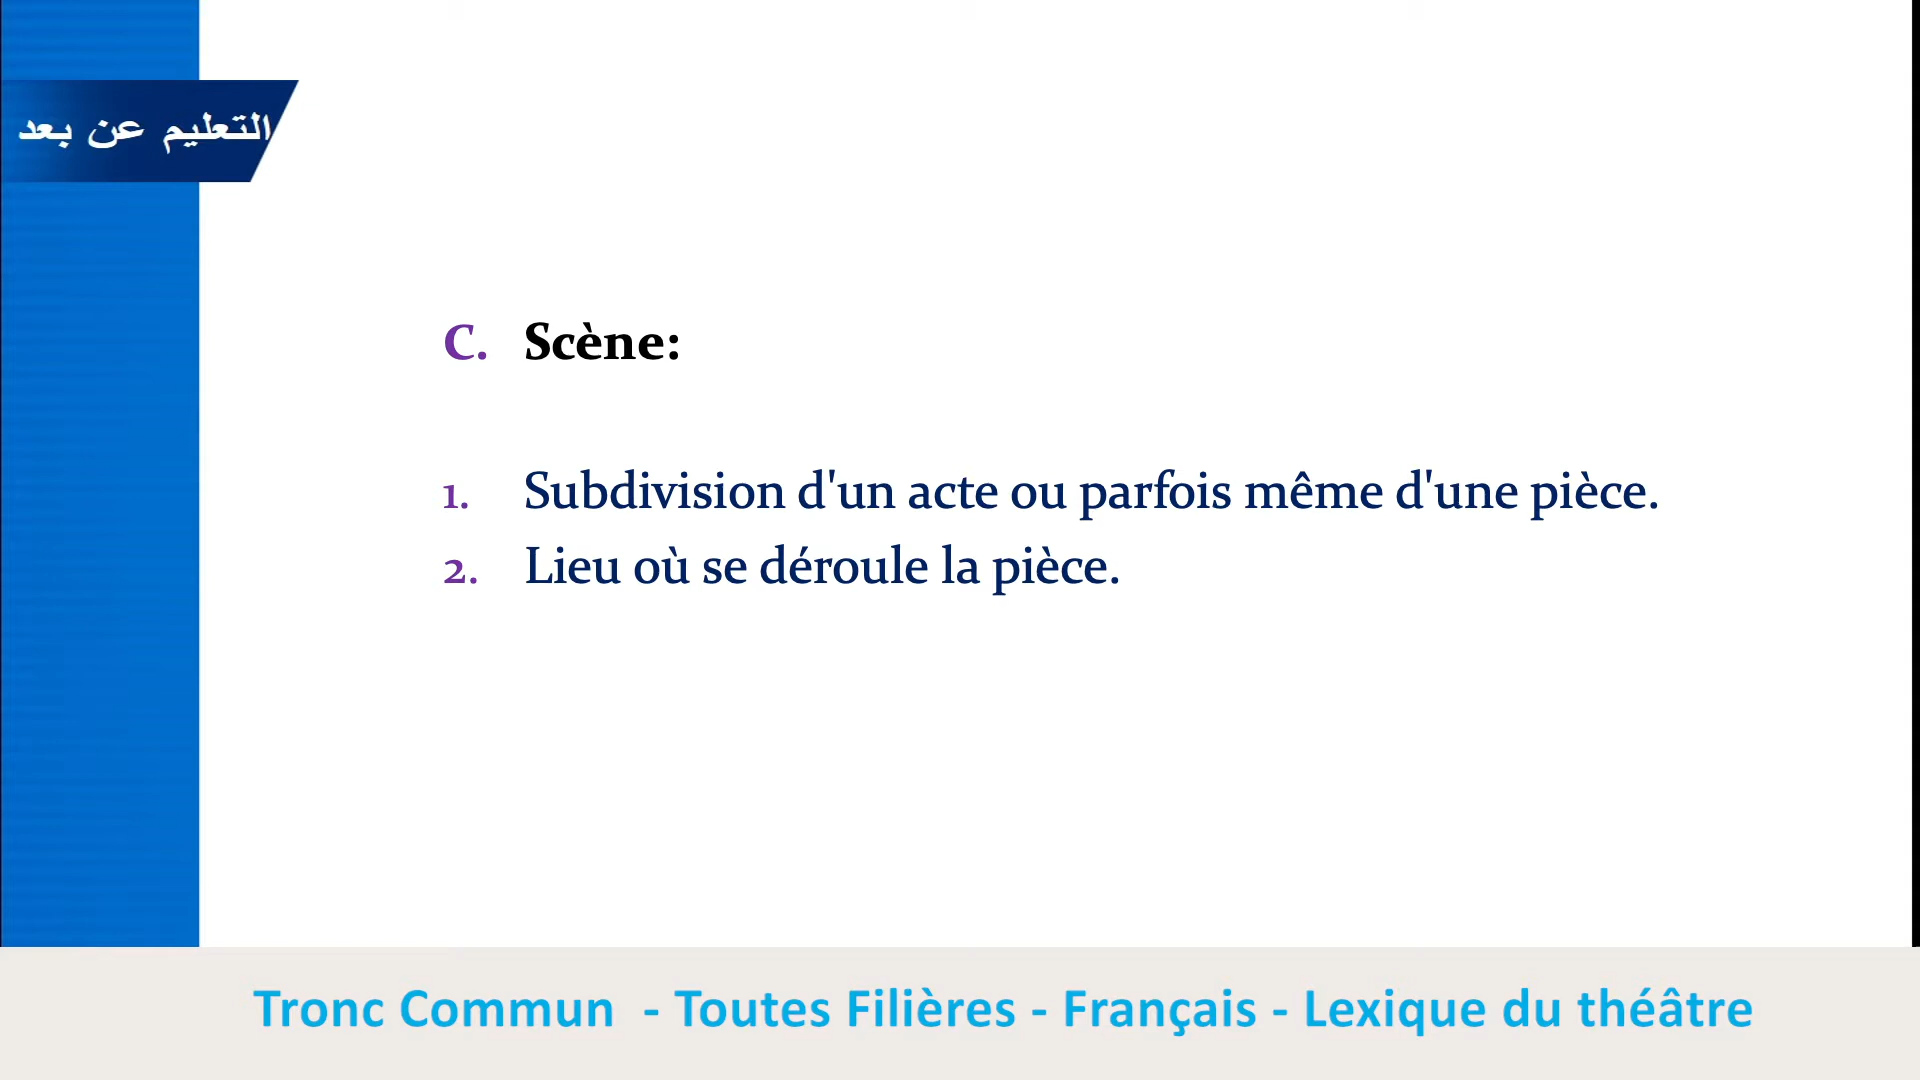 التعليم عن بعد
C. Scène:
1. Subdivision d'un acte ou parfois même d'une pièce.
2. Lieu où se déroule la pièce.
Tronc Commun - Toutes Filières - Français - Lexique du théâtre